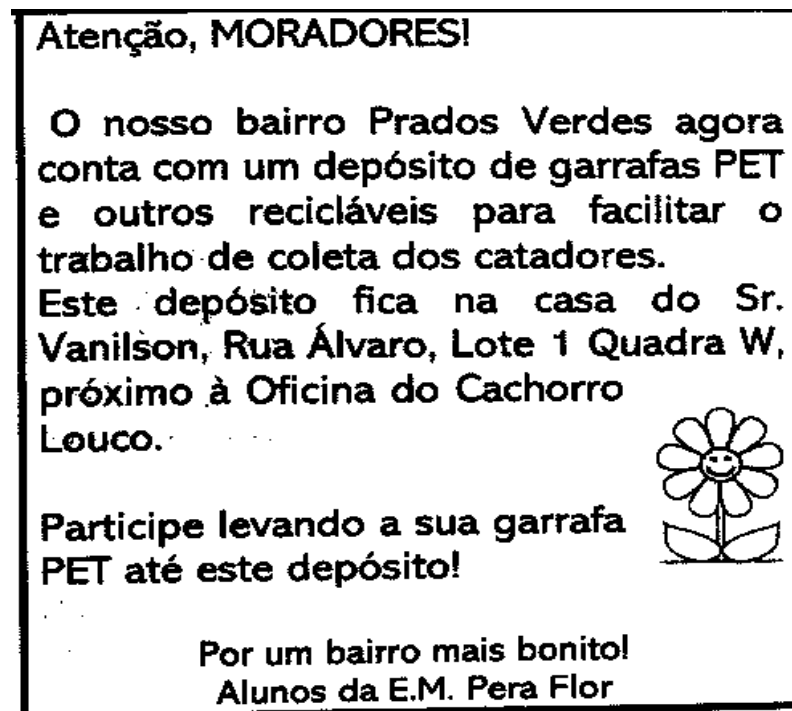 Atenção, MORADORES!
O nosso bairro Prados Verdes agora
conta com um depósito de garrafas PET
e outros recicláveis para facilitar o
trabalho de coleta dos catadores.
Este depósito fica na casa do Sr.
Vanilson, Rua Álvaro, Lote 1 Quadra W,
próximo à Oficina do Cachorro
Louco.
Participe levando a sua garrafa
PET até este depósito!
Por um bairro mais bonito!
Alunos da E.M. Pera Flor